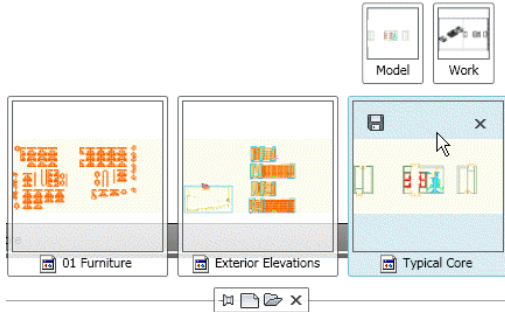 Model
Work
01 Furniture
Exterior Elevations
Typical Core